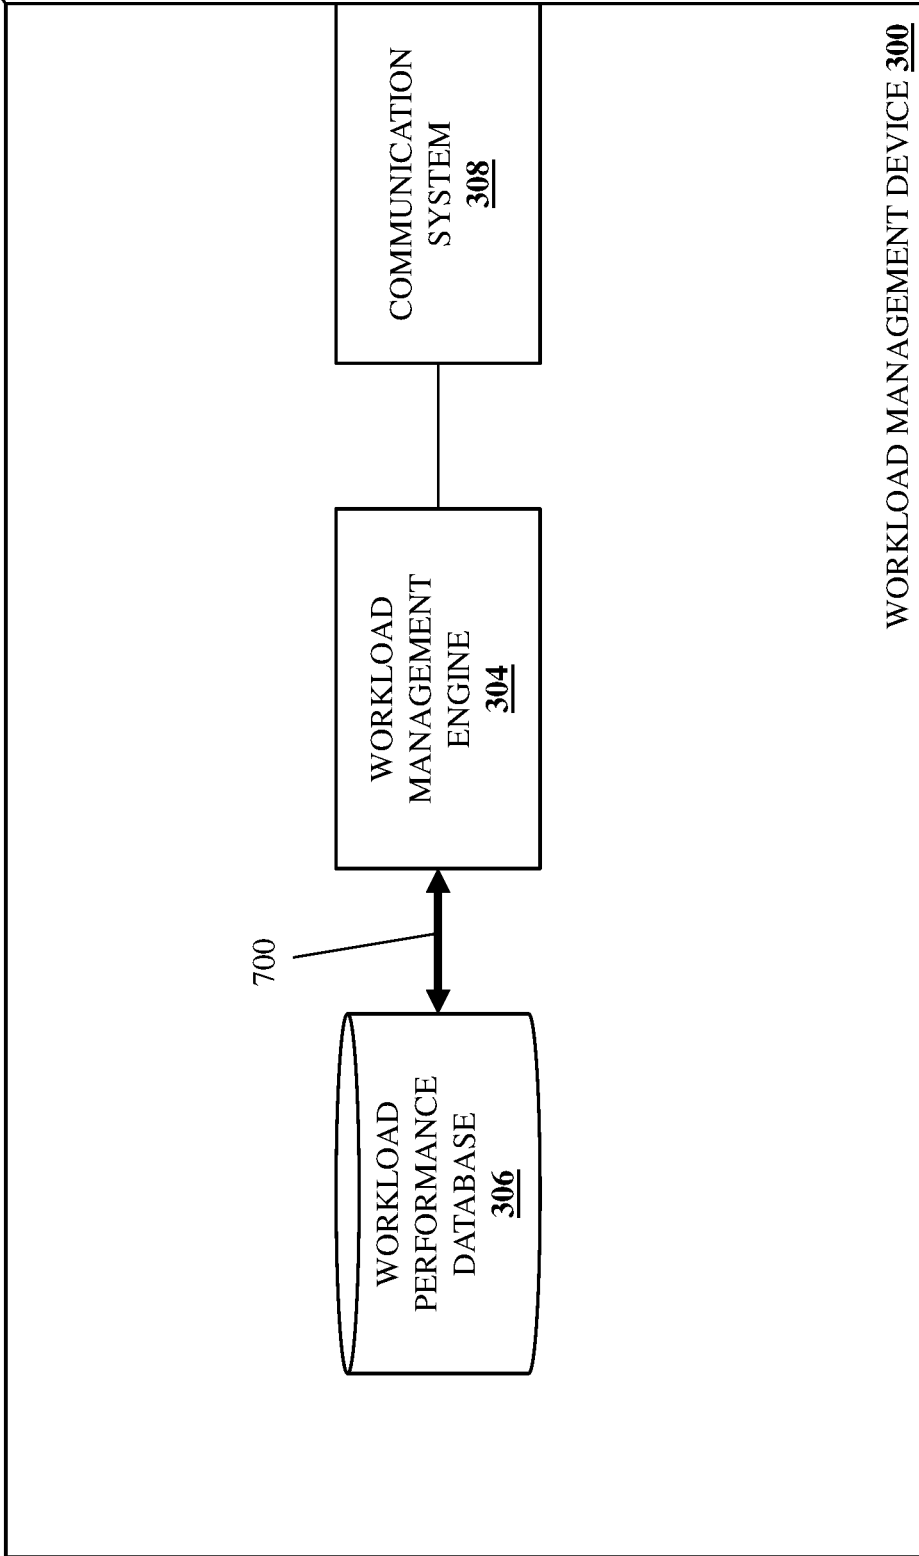 700
WORKLOAD
PERFORMANCE
DATABASE
306
WORKLOAD
MANAGEMENT
ENGINE
304
COMMUNICATION
SYSTEM
308
WORKLOAD MANAGEMENT DEVICE 300